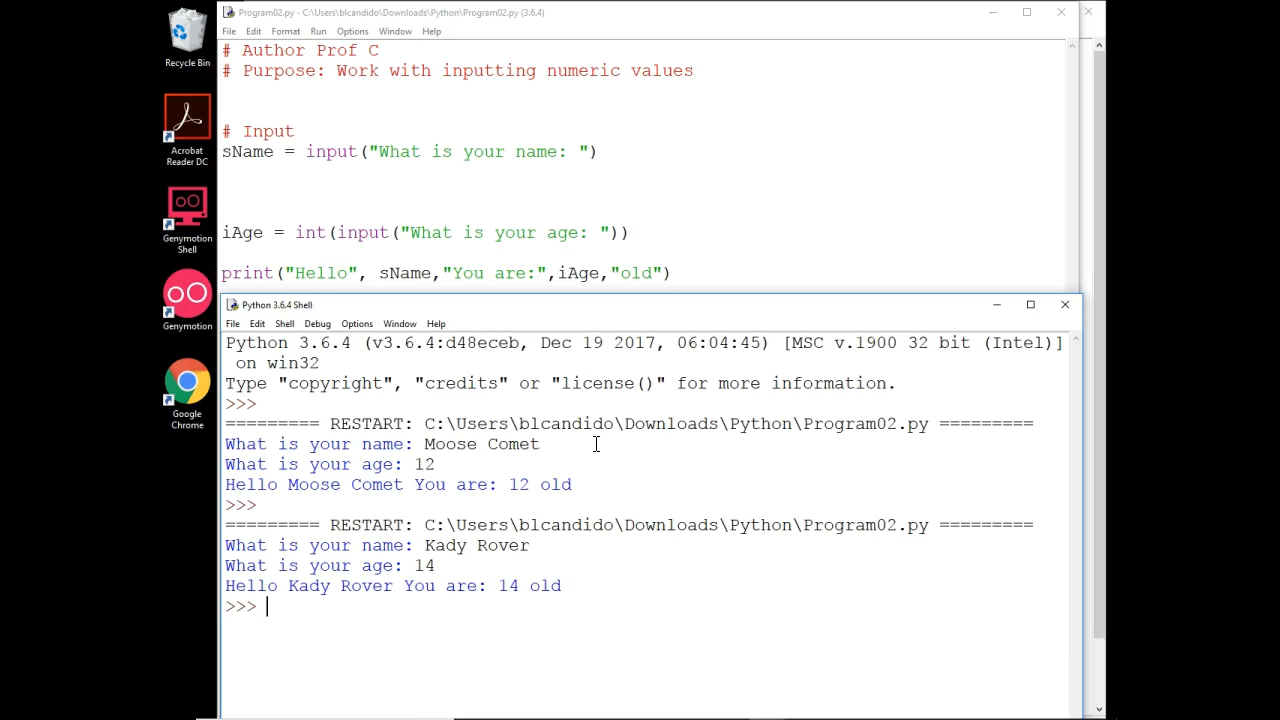 Recycle Bin
Acrobat
Reader DC
Genymotion
Shell
Genymotion
Google
Chrome
Program02.py - C:\Users\blcandido\Downloads\Python\Program02.py (3.6.4)
File Edit Format Run Options Window Help
# Author Prof C
# Purpose: Work with inputting numeric values
# Input
sName = input("What is your name: ")
iAge = int(input("What is your age: "))
print("Hello", sName,"You are:",iAge,"old")
Python 3.6.4 Shell
File Edit Shell Debug Options Window Help
Python 3.6.4 (v3.6.4:d48eceb, Dec 19 2017, 06:04:45) [MSC v.1900 32 bit (Intel)]
on win32
Type "copyright", "credits" or "license()" for more information.
>>>
========= RESTART: C:\Users\blcandido\Downloads\Python\Program02.py =========
What is your name: Moose Comet
What is your age: 12
Hello Moose Comet You are: 12 old
>>>
========= RESTART: C:\Users\blcandido\Downloads\Python\Program02.py =========
What is your name: Kady Rover
What is your age: 14
Hello Kady Rover You are: 14 old
>>>